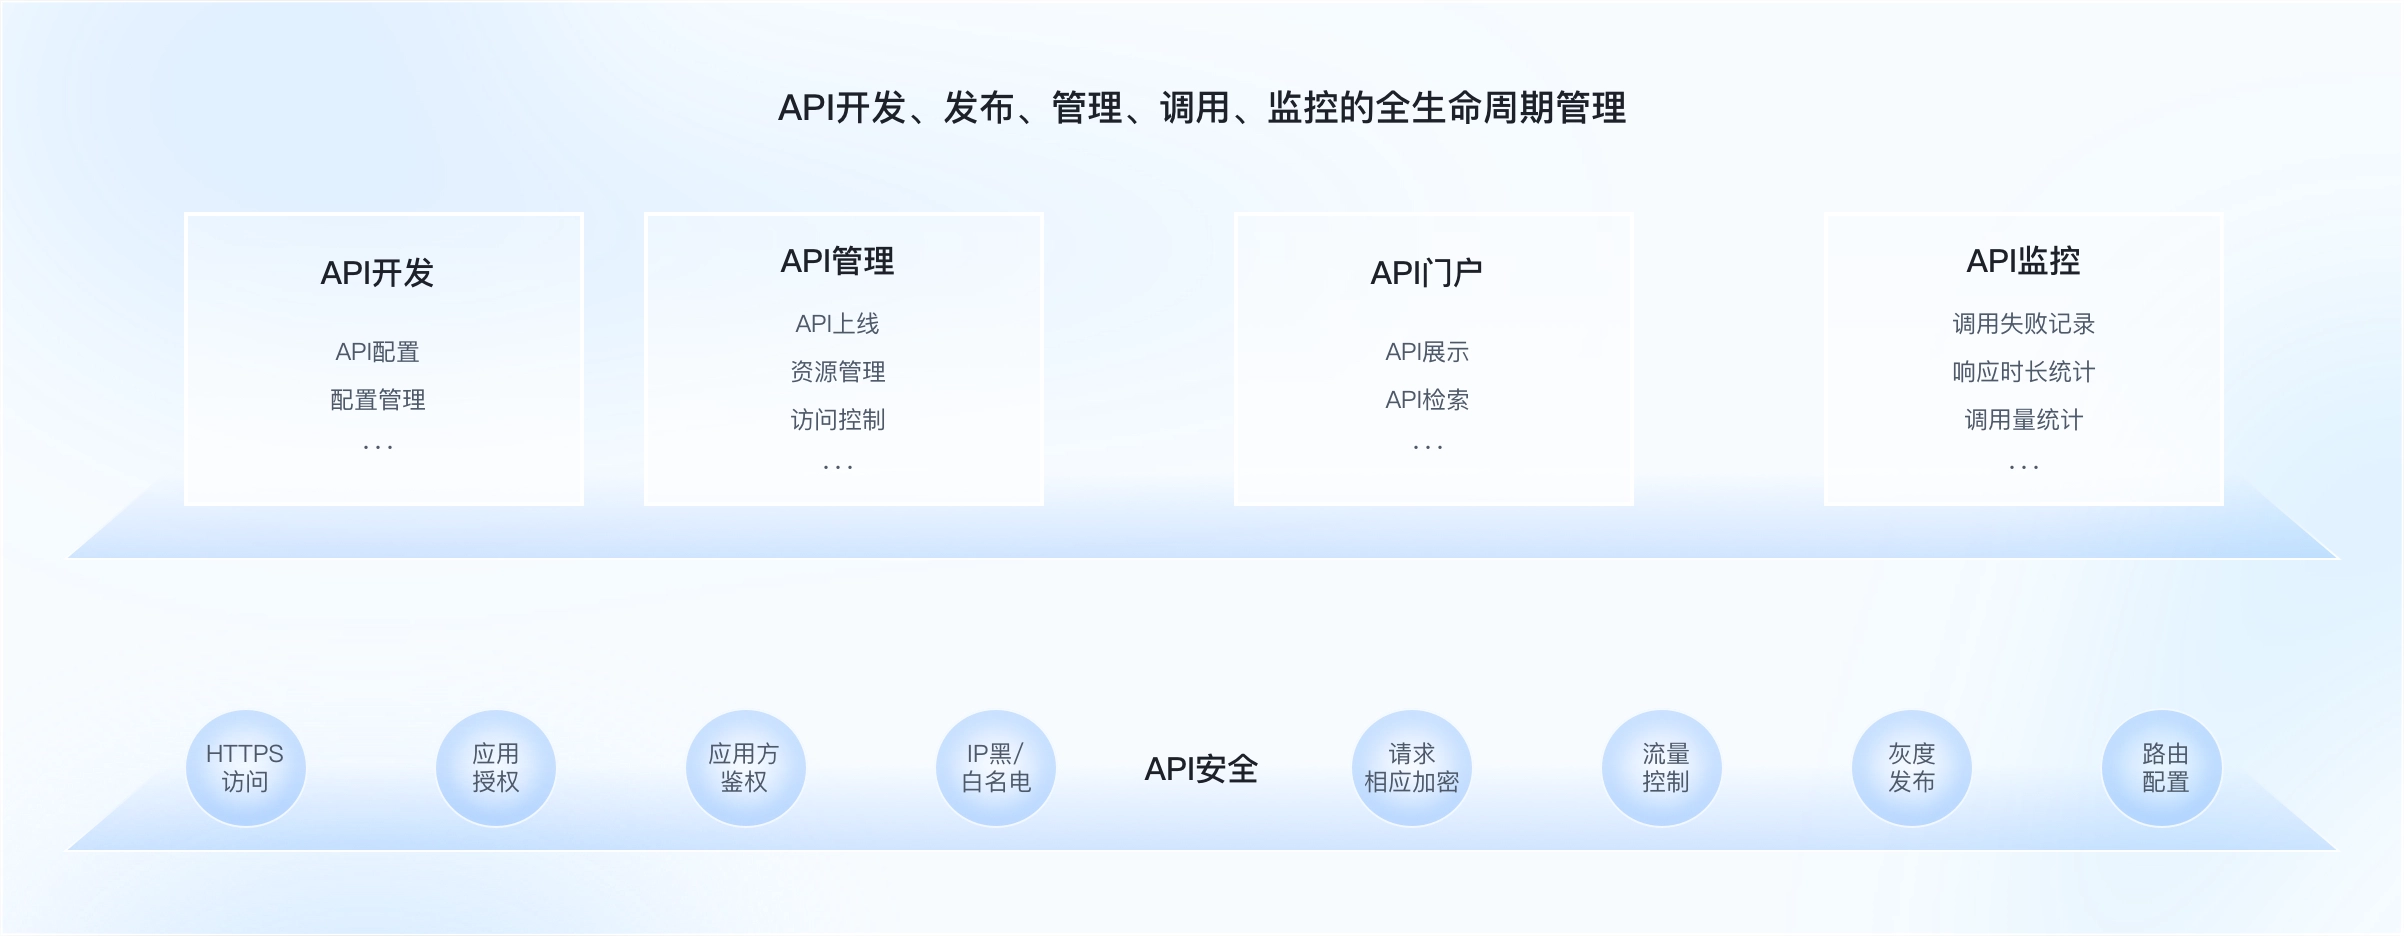 API开发、发布、管理、调用、监控的全生命周期管理
API开发
API配置
配置管理
...
API管理
API上线
资源管理
访问控制
...
API门户
API展示
API检索
...
API监控
调用失败记录
响应时长统计
调用量统计
...
HTTPS
访问
应用
授权
应用方
鉴权
IP黑/
白名电
API安全
请求
相应加密
流量
控制
灰度
发布
路由
配置